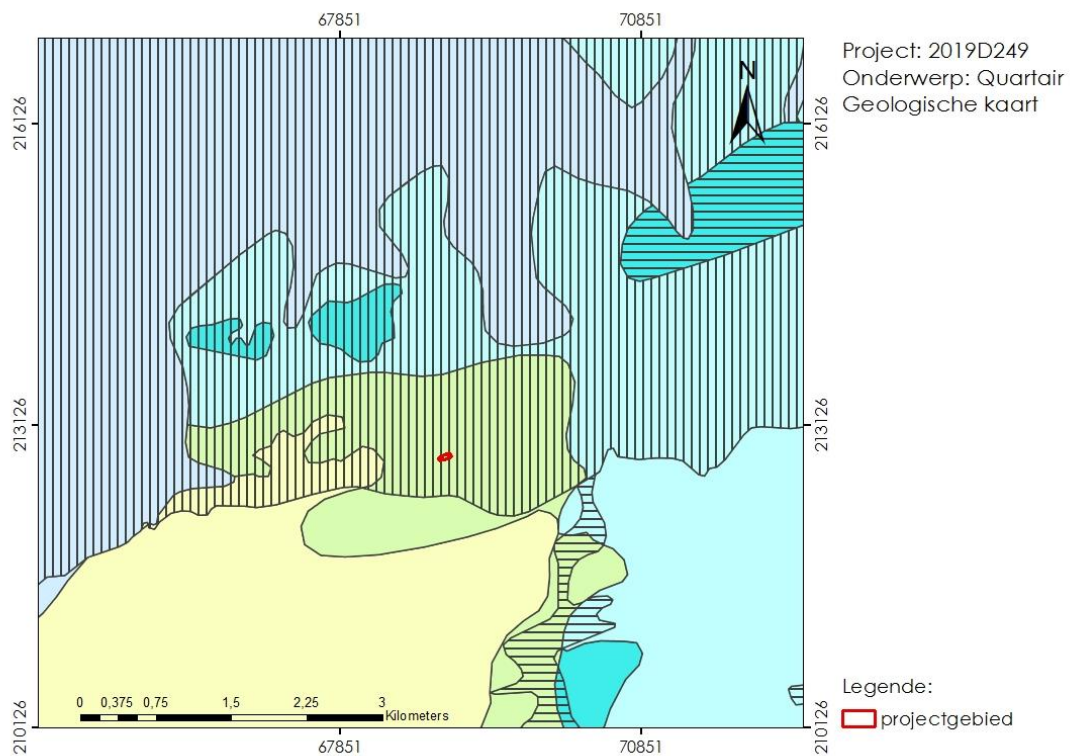 67851 70851
Project: 2019D249
Onderwerp: Quartair
Geologische kaart
N
216126 216126
213126 213126
210126 210126
0 0,375 0,75 1,5 2,25 3
Kilometers
67851 70851
Legende:
projectgebied